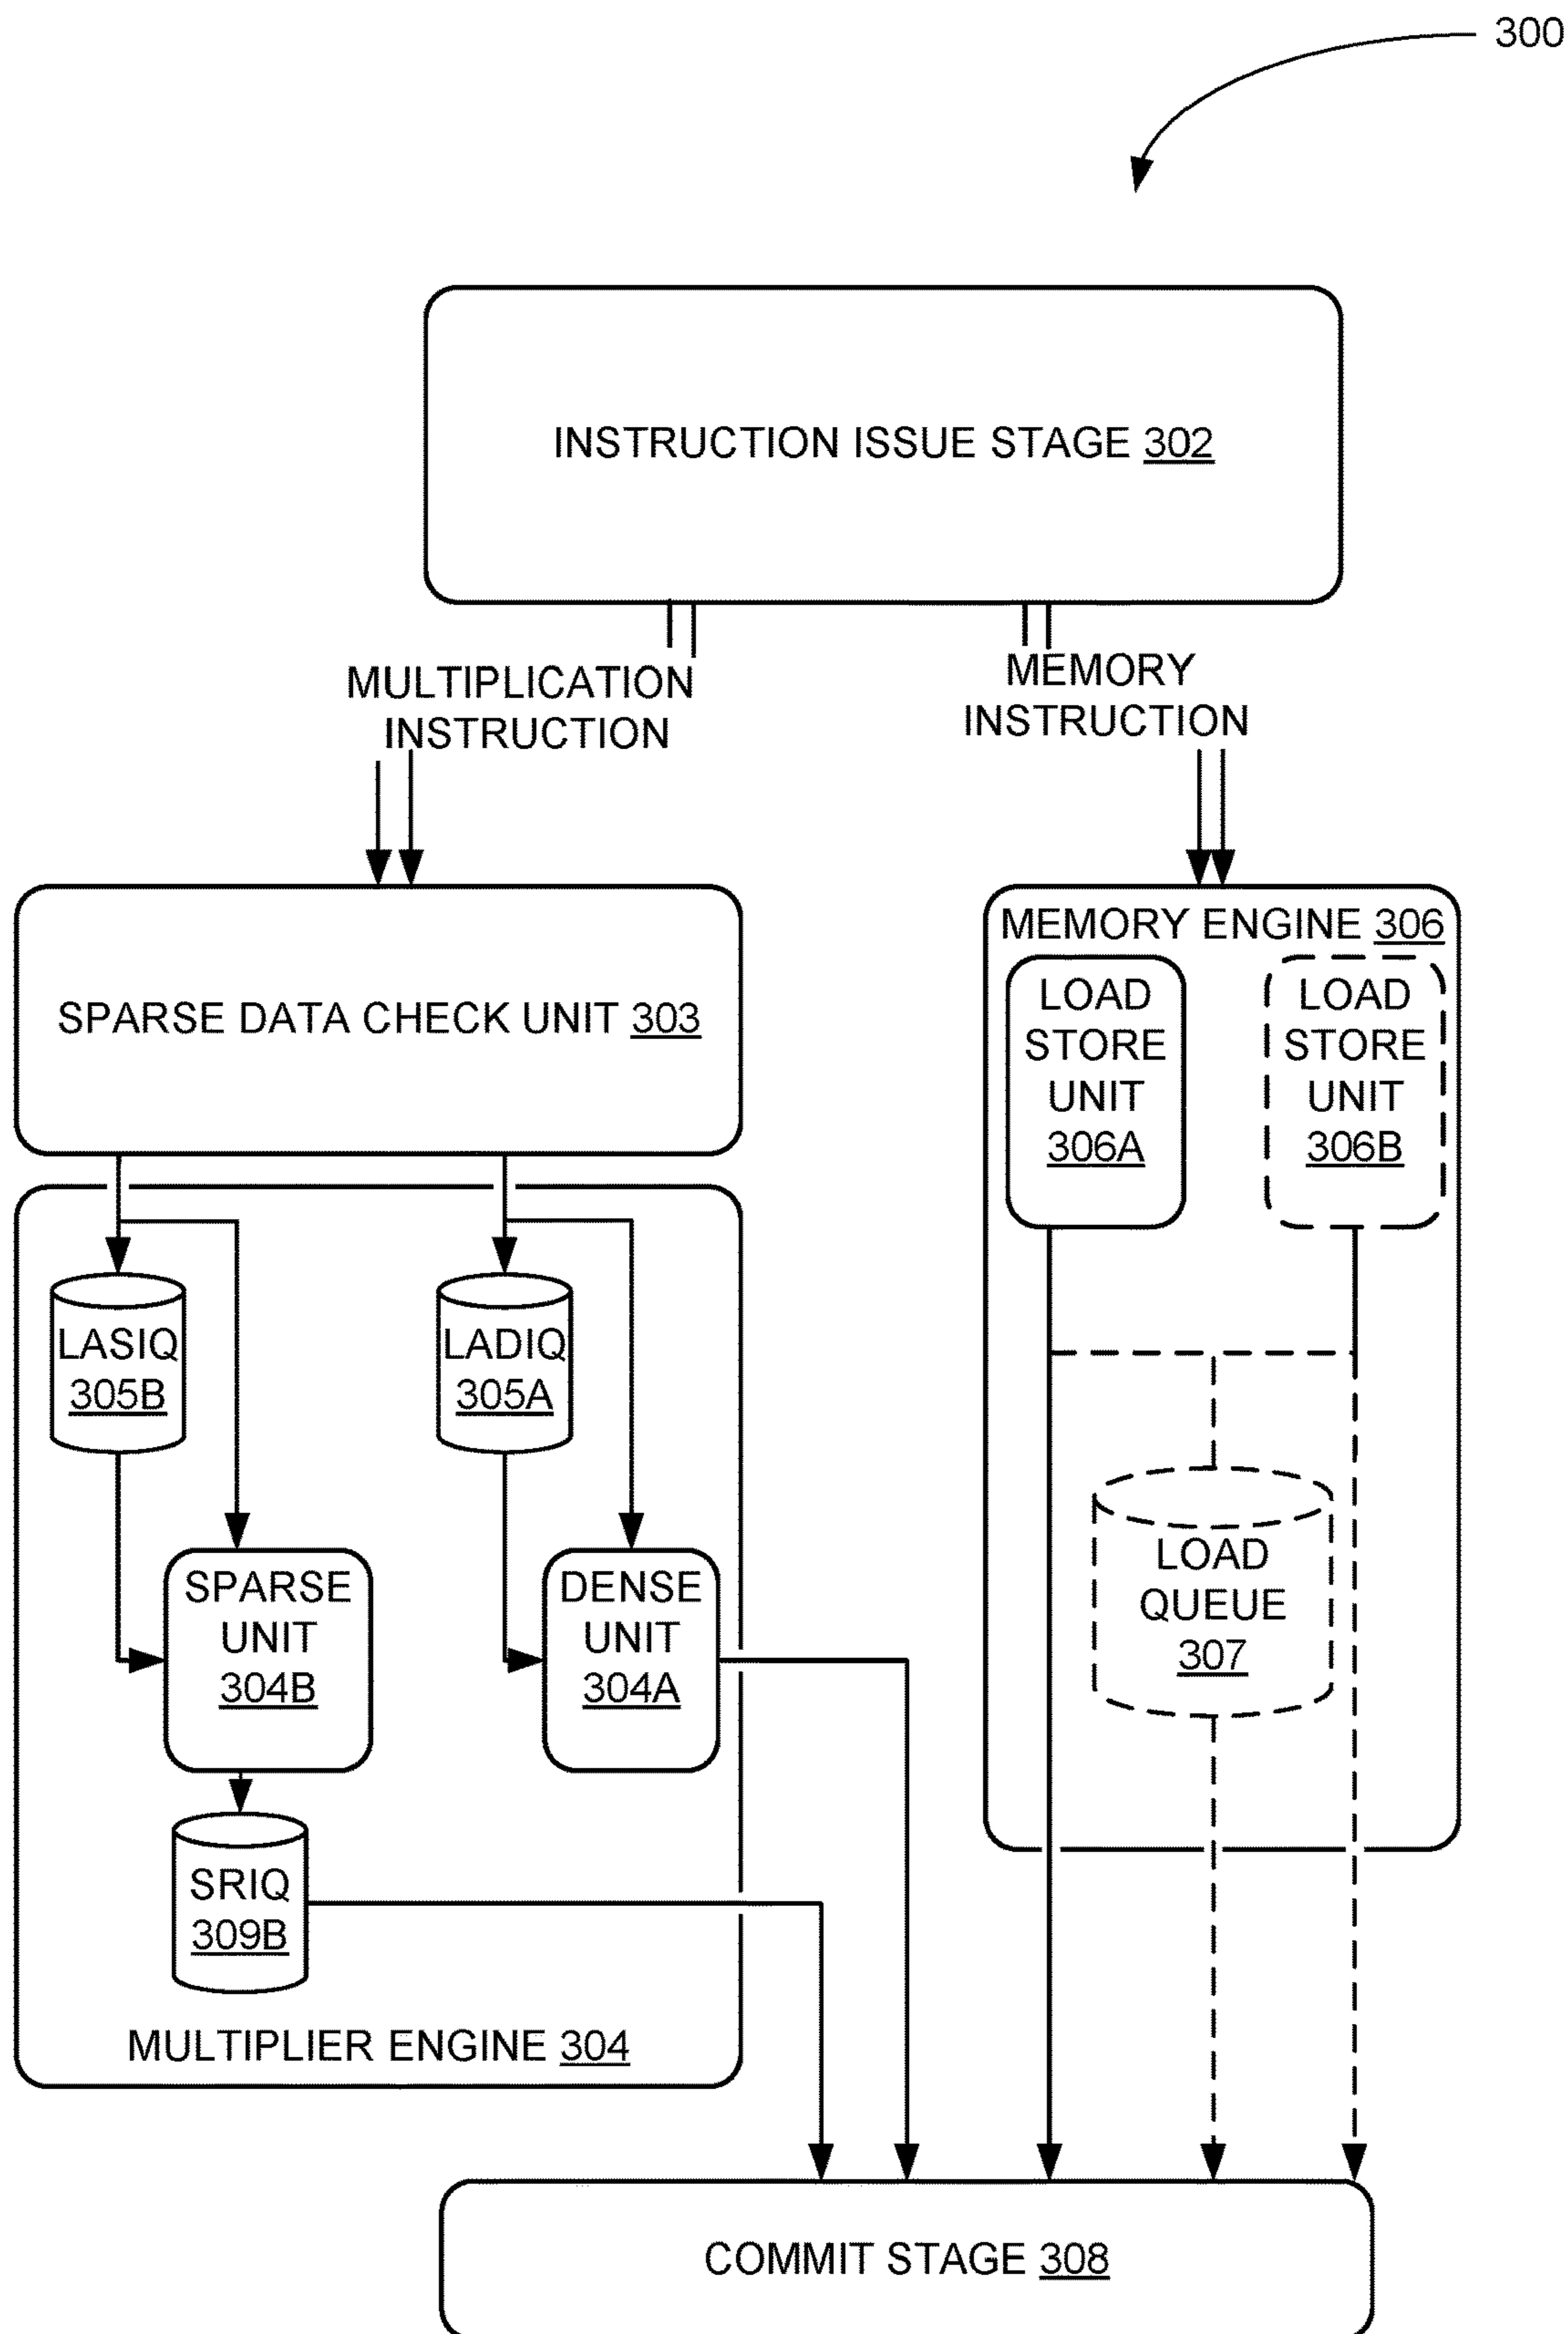 300
INSTRUCTION ISSUE STAGE 302
MULTIPLICATION
INSTRUCTION
MEMORY
INSTRUCTION
SPARSE DATA CHECK UNIT 303
MEMORY ENGINE 306
LOAD
STORE
UNIT
306A
LOAD
STORE
UNIT
306B
LASIQ
305B
LADIQ
305A
SPARSE
UNIT
304B
DENSE
UNIT
304A
LOAD
QUEUE
307
SRIQ
309B
MULTIPLIER ENGINE 304
COMMIT STAGE 308